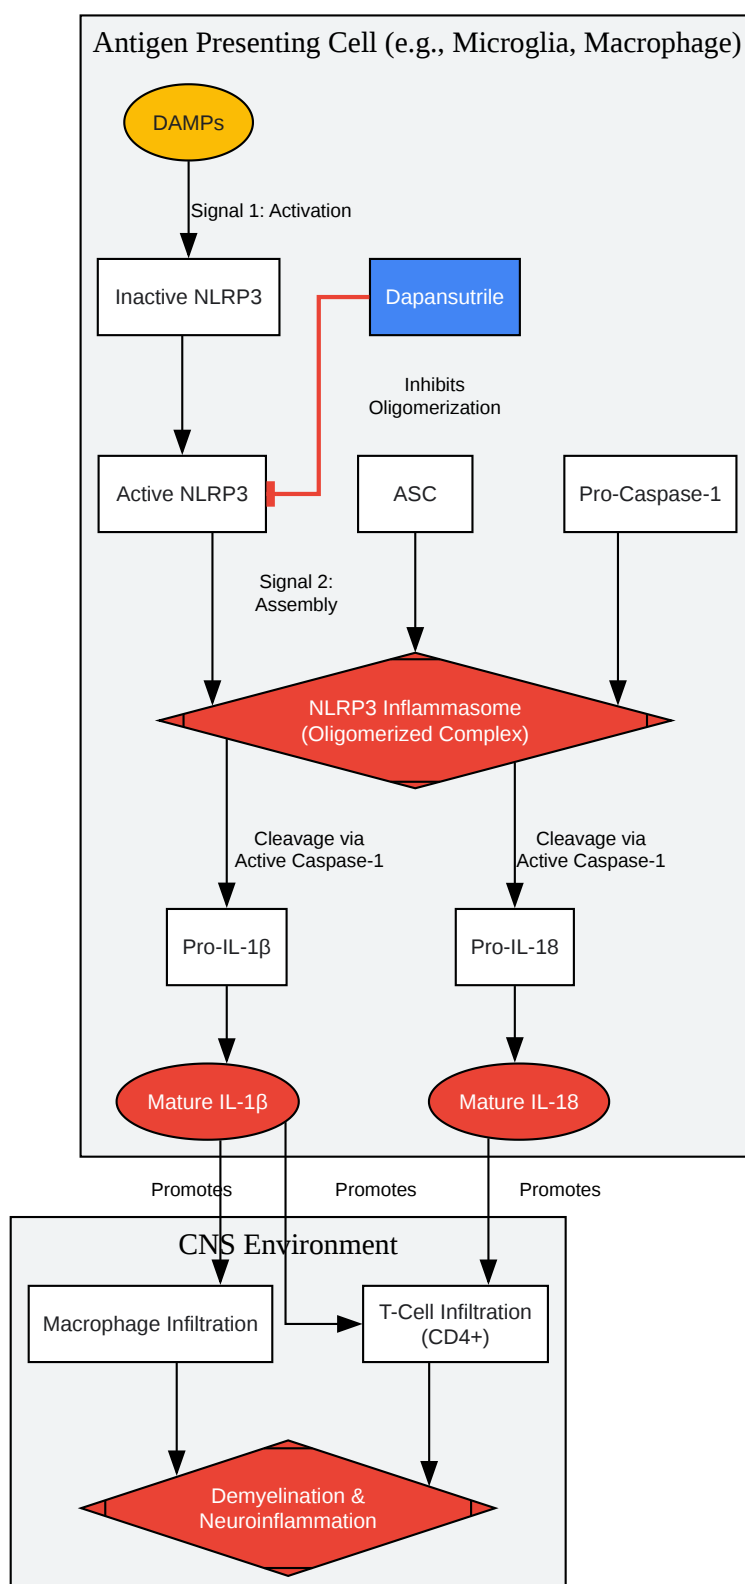 Antigen Presenting Cell (e.g., Microglia, Macrophage)
DAMPs
Signal 1: Activation
Inactive NLRP3
Dapansutrile
Inhibits
Oligomerization
Active NLRP3
ASC
Pro-Caspase-1
Signal 2:
Assembly
NLRP3 Inflammasome
(Oligomerized Complex)
Cleavage via
Active Caspase-1
Cleavage via
Active Caspase-1
Pro-IL-1β
Pro-IL-18
Mature IL-1β
Mature IL-18
Promotes
Promotes
Promotes
CNS Environment
Macrophage Infiltration
T-Cell Infiltration
(CD4+)
Demyelination &
Neuroinflammation